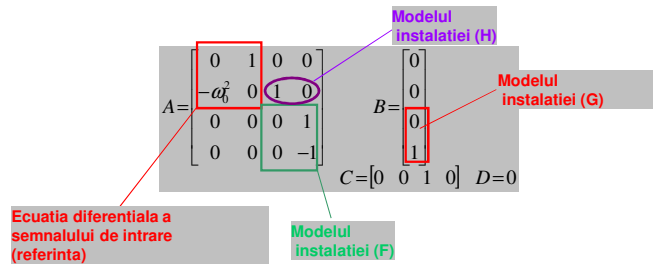 Modelul
instalatiei (H)
A = [ 0 1 0 0
-ω₀² 0 1 0
0 0 0 1
0 0 0 -1 ]
B = [ 0
0
0
1 ]
Modelul
instalatiei (G)
C = [0 0 1 0] D = 0
Ecuatia diferentiala a
semnalului de intrare
(referinta)
Modelul
instalatiei (F)